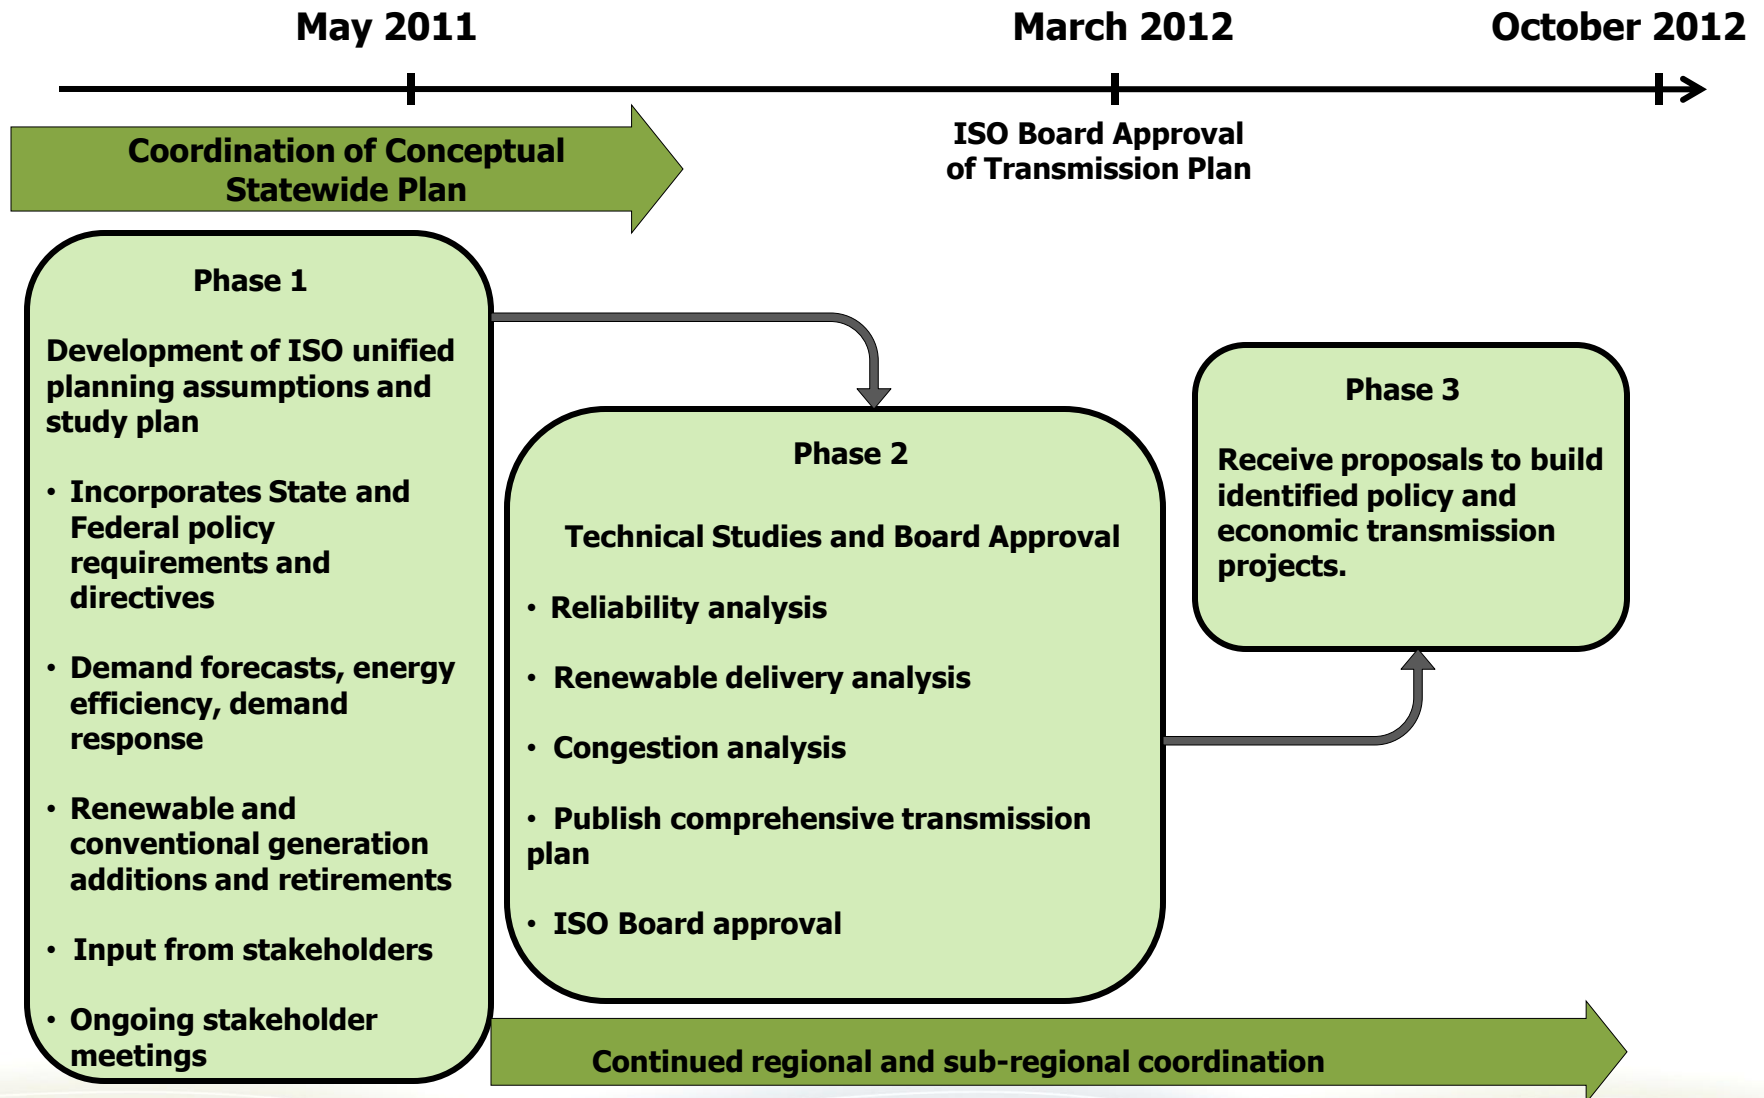 May 2011
March 2012
October 2012
Coordination of Conceptual
Statewide Plan
ISO Board Approval
of Transmission Plan
Phase 1
Development of ISO unified
planning assumptions and
study plan
• Incorporates State and
Federal policy
requirements and
directives
• Demand forecasts, energy
efficiency, demand
response
• Renewable and
conventional generation
additions and retirements
• Input from stakeholders
• Ongoing stakeholder
meetings
Phase 2
Technical Studies and Board Approval
• Reliability analysis
• Renewable delivery analysis
• Congestion analysis
• Publish comprehensive transmission
plan
• ISO Board approval
Phase 3
Receive proposals to build
identified policy and
economic transmission
projects.
Continued regional and sub-regional coordination